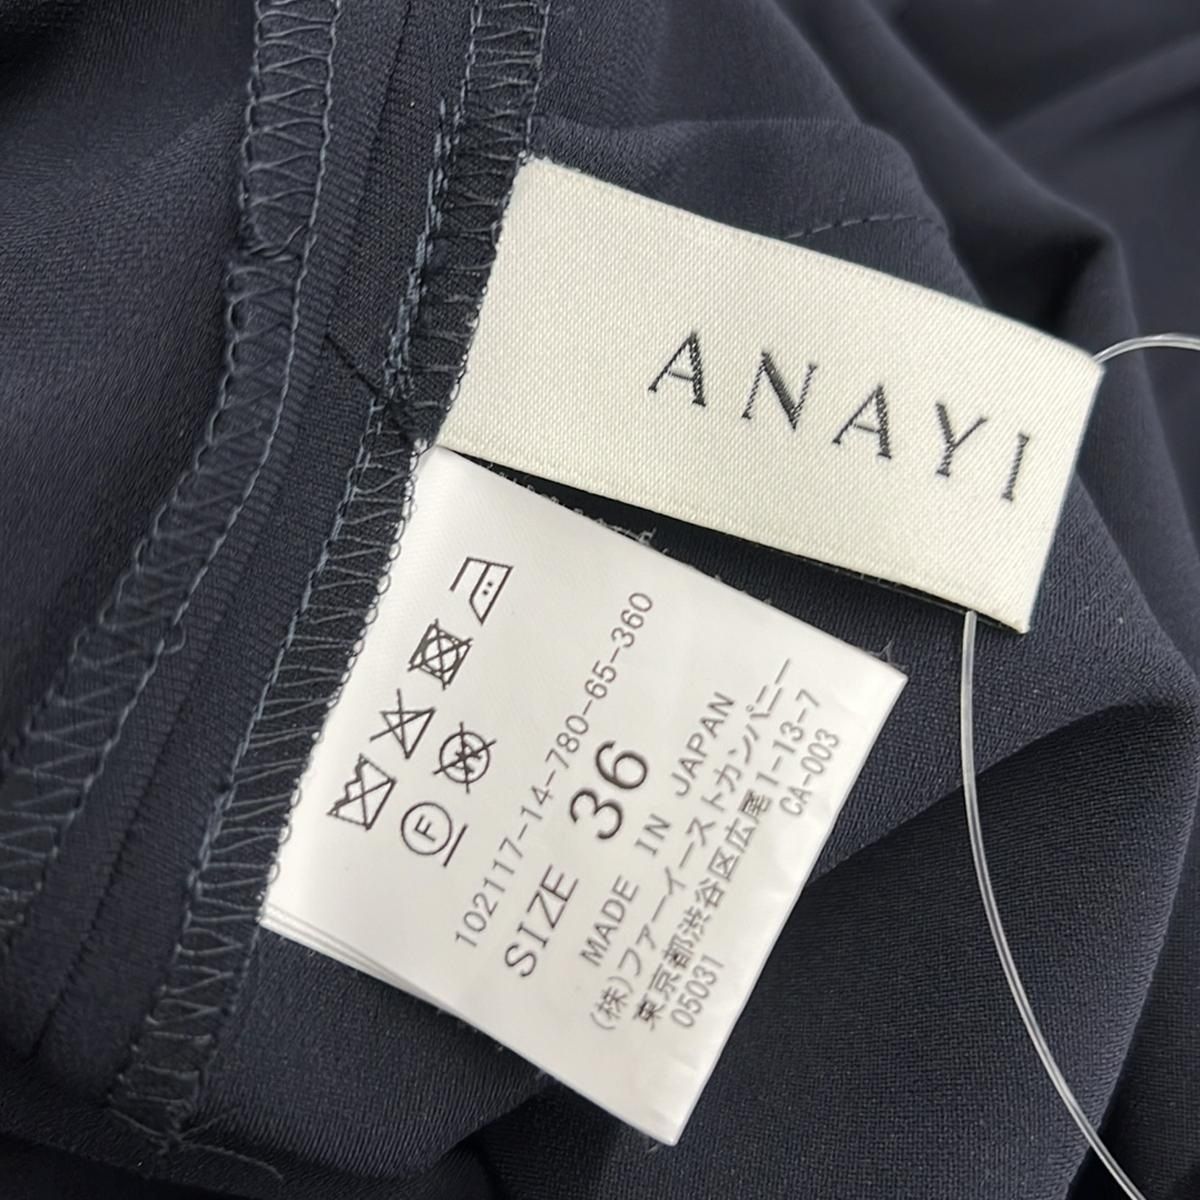 ANAYI
102117-14-780-65-360
SIZE 36
MADE IN JAPAN
(株)ファーイーストカンパニー
東京都渋谷区広尾1-13-7
05031 CA-003
W
F